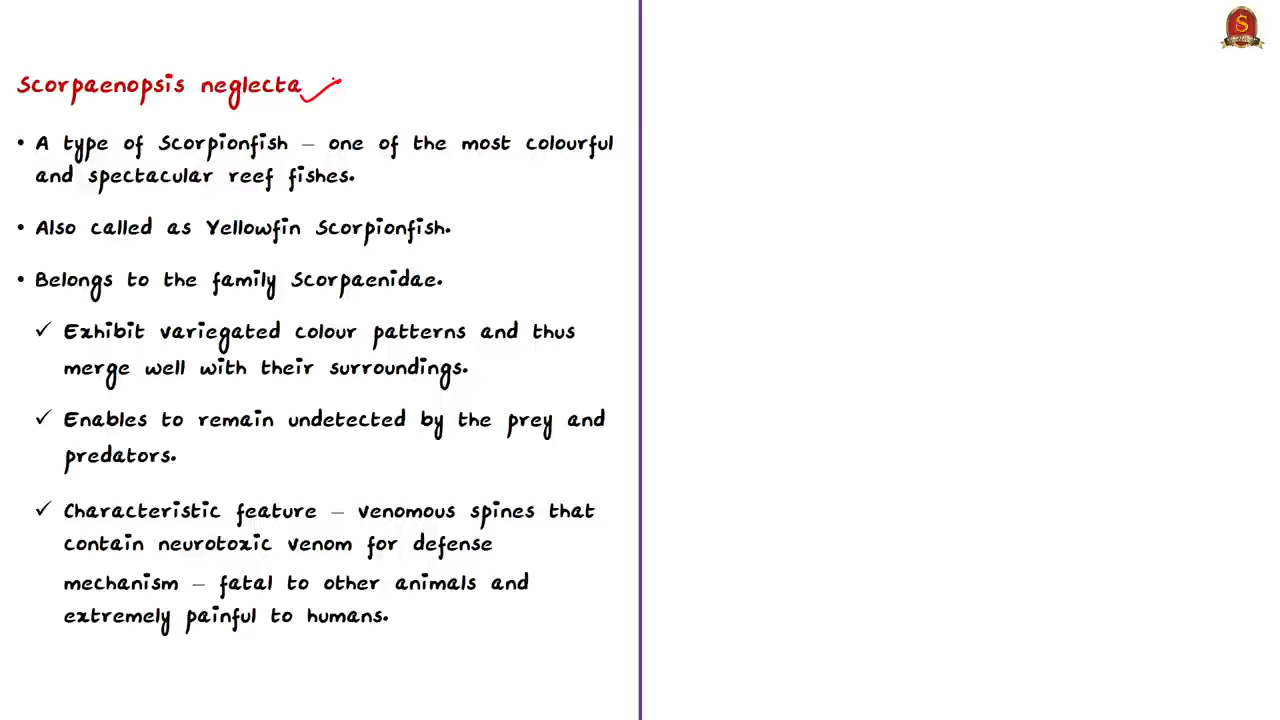 Scorpaenopsis neglecta
• A type of Scorpionfish – one of the most colourful
and spectacular reef fishes.
• Also called as Yellowfin Scorpionfish.
• Belongs to the family Scorpaenidae.
✓ Exhibit variegated colour patterns and thus
merge well with their surroundings.
✓ Enables to remain undetected by the prey and
predators.
✓ Characteristic feature – venomous spines that
contain neurotoxic venom for defense
mechanism – fatal to other animals and
extremely painful to humans.
S